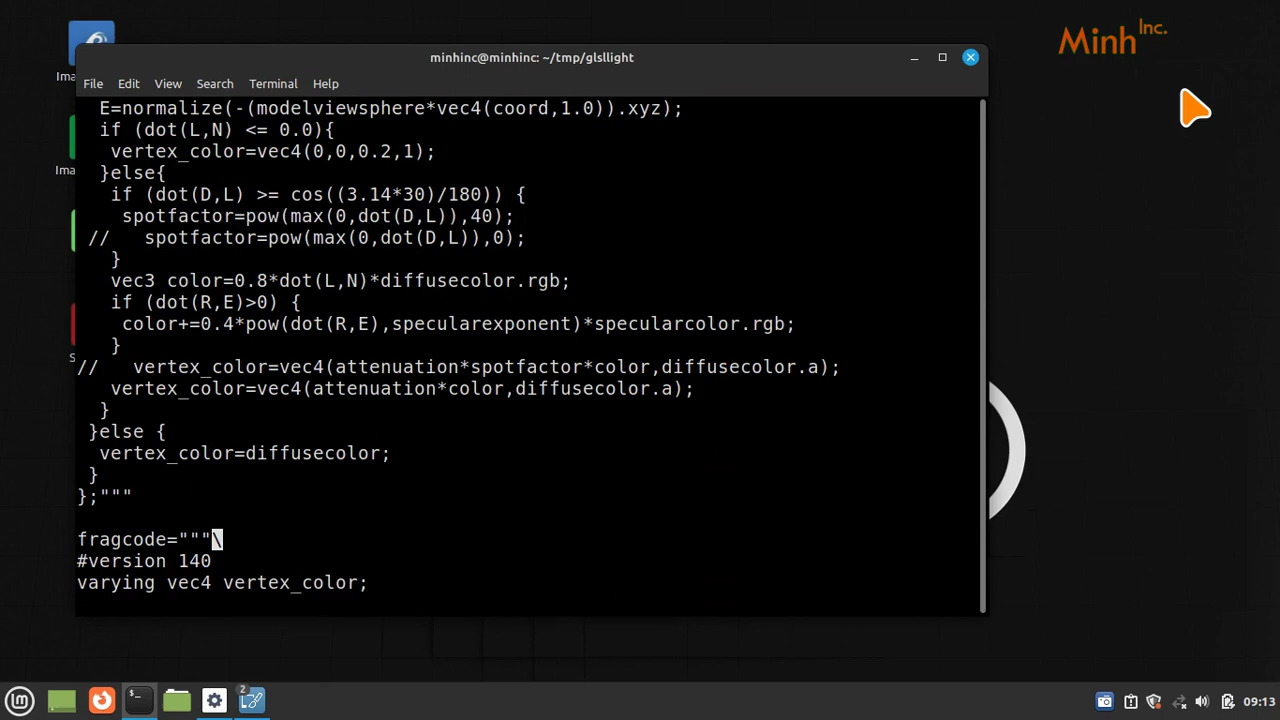 Minh Inc.
Ima
minhinc@minhinc: ~/tmp/glsllight
File Edit View Search Terminal Help
Ima
S
E=normalize(-(modelviewsphere*vec4(coord,1.0)).xyz);
if (dot(L,N) <= 0.0){
vertex_color=vec4(0,0,0.2,1);
}else{
if (dot(D,L) >= cos((3.14*30)/180)) {
spotfactor=pow(max(0,dot(D,L)),40);
// spotfactor=pow(max(0,dot(D,L)),0);
}
vec3 color=0.8*dot(L,N)*diffusecolor.rgb;
if (dot(R,E)>0) {
color+=0.4*pow(dot(R,E),specularexponent)*specularcolor.rgb;
}
// vertex_color=vec4(attenuation*spotfactor*color,diffusecolor.a);
vertex_color=vec4(attenuation*color,diffusecolor.a);
}
}else {
vertex_color=diffusecolor;
}
};"""
fragcode="""\
#version 140
varying vec4 vertex_color;
lm
$_
2
09:13